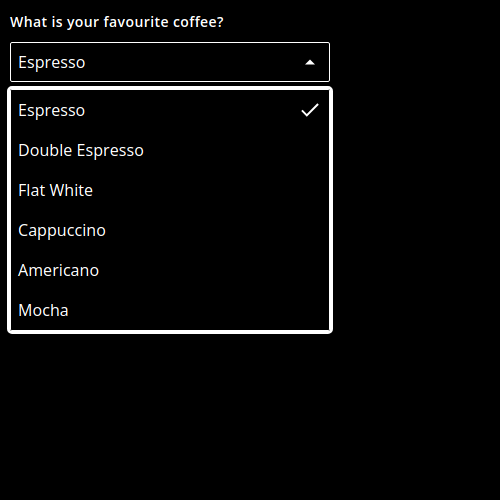 What is your favourite coffee?
Espresso
Espresso
Double Espresso
Flat White
Cappuccino
Americano
Mocha